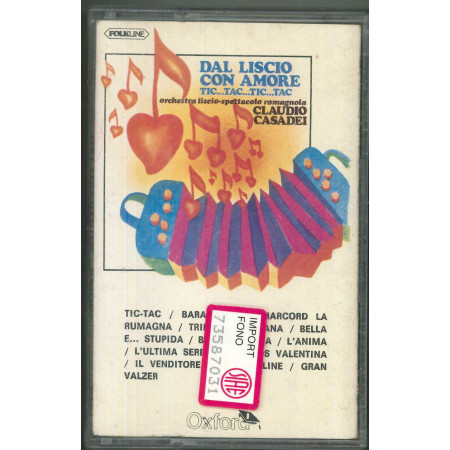 FOLKLINE
DAL LISCIO
CON AMORE
TIC...TAC...TIC...TAC
orchestra liscio-spettacolo romagnola
CLAUDIO
CASADEI
TIC-TAC / BARA MARCORD LA
RUMAGNA / TRI ANA / BELLA
E... STUPIDA / B A / L'ANIMA
/ L'ULTIMA SERE S VALENTINA
/ IL VENDITORE LINE / GRAN
VALZER
IMPORT
FONO
73587031
SIAE
Oxford